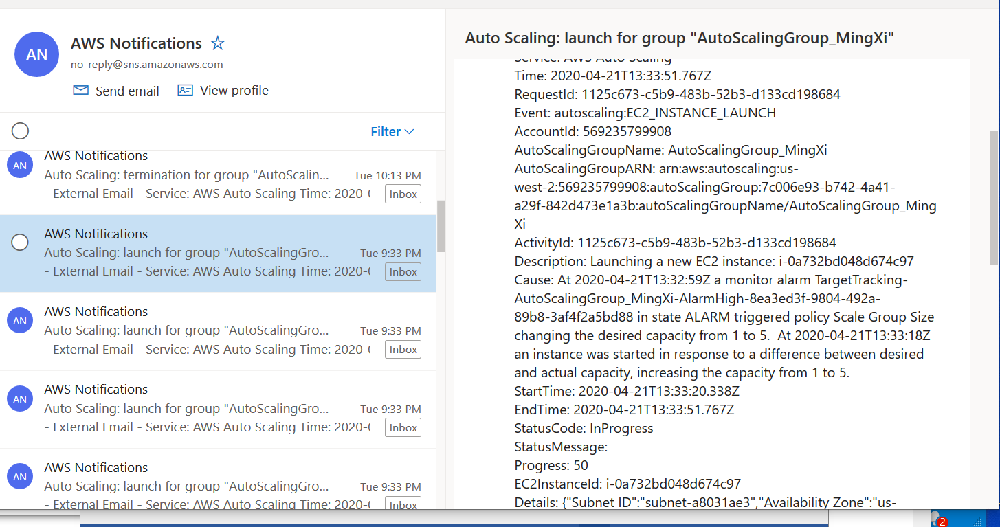 AN
AWS Notifications
no-reply@sns.amazonaws.com
Send email
View profile
Filter
AWS Notifications
AN
Auto Scaling: termination for group "AutoScalin...
Tue 10:13 PM
- External Email - Service: AWS Auto Scaling Time: 2020-0
Inbox
AWS Notifications
Auto Scaling: launch for group "AutoScalingGro...
Tue 9:33 PM
- External Email - Service: AWS Auto Scaling Time: 2020-0
Inbox
AWS Notifications
AN
Auto Scaling: launch for group "AutoScalingGro...
Tue 9:33 PM
- External Email - Service: AWS Auto Scaling Time: 2020-0
Inbox
AWS Notifications
AN
Auto Scaling: launch for group "AutoScalingGro...
Tue 9:33 PM
- External Email - Service: AWS Auto Scaling Time: 2020-0
Inbox
AWS Notifications
AN
Auto Scaling: launch for group "AutoScalingGro...
Tue 9:33 PM
- External Email - Service: AWS Auto Scaling Time: 2020-0
Inbox
Auto Scaling: launch for group "AutoScalingGroup_MingXi"
Service: AWS Auto Scaling
Time: 2020-04-21T13:33:51.767Z
RequestId: 1125c673-c5b9-483b-52b3-d133cd198684
Event: autoscaling:EC2_INSTANCE_LAUNCH
AccountId: 569235799908
AutoScalingGroupName: AutoScalingGroup_MingXi
AutoScalingGroupARN: arn:aws:autoscaling:us-
west-2:569235799908:autoScalingGroup:7c006e93-b742-4a41-
a29f-842d473e1a3b:autoScalingGroupName/AutoScalingGroup_Ming
Xi
ActivityId: 1125c673-c5b9-483b-52b3-d133cd198684
Description: Launching a new EC2 instance: i-0a732bd048d674c97
Cause: At 2020-04-21T13:32:59Z a monitor alarm TargetTracking-
AutoScalingGroup_MingXi-AlarmHigh-8ea3ed3f-9804-492a-
89b8-3af4f2a5bd88 in state ALARM triggered policy Scale Group Size
changing the desired capacity from 1 to 5.  At 2020-04-21T13:33:18Z
an instance was started in response to a difference between desired
and actual capacity, increasing the capacity from 1 to 5.
StartTime: 2020-04-21T13:33:20.338Z
EndTime: 2020-04-21T13:33:51.767Z
StatusCode: InProgress
StatusMessage:
Progress: 50
EC2InstanceId: i-0a732bd048d674c97
Details: {"Subnet ID":"subnet-a8031ae3","Availability Zone":"us-
2